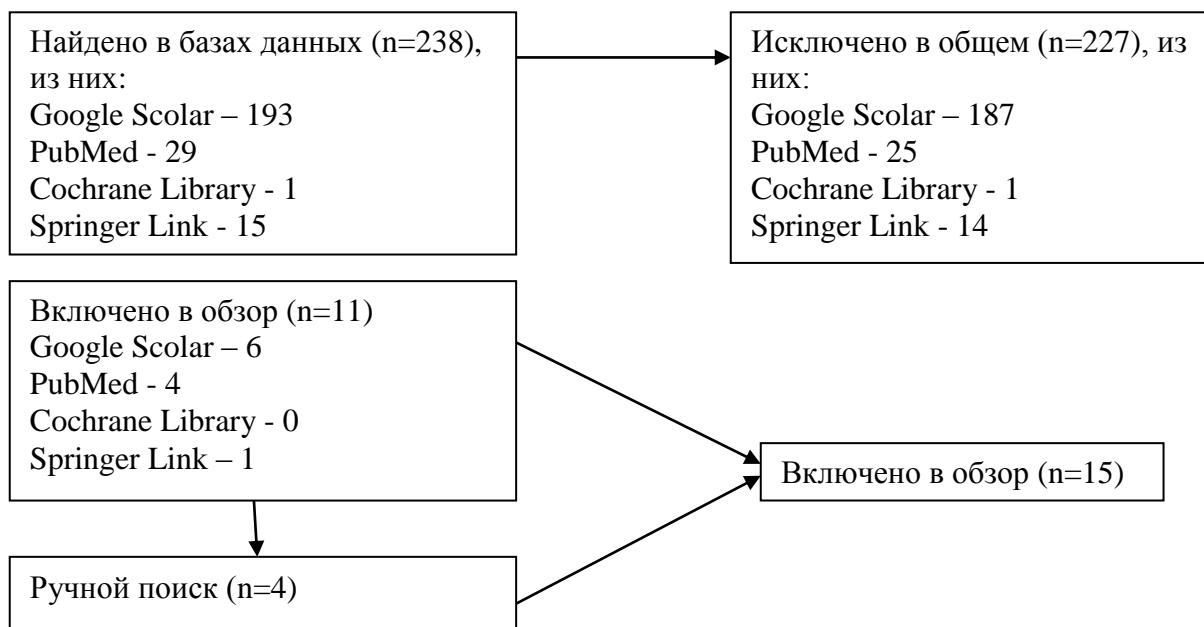 Найдено в базах данных (n=238),
из них:
Google Scolar – 193
PubMed - 29
Cochrane Library - 1
Springer Link - 15
Исключено в общем (n=227), из
них:
Google Scolar – 187
PubMed - 25
Cochrane Library - 1
Springer Link - 14
Включено в обзор (n=11)
Google Scolar – 6
PubMed - 4
Cochrane Library - 0
Springer Link – 1
Включено в обзор (n=15)
Ручной поиск (n=4)